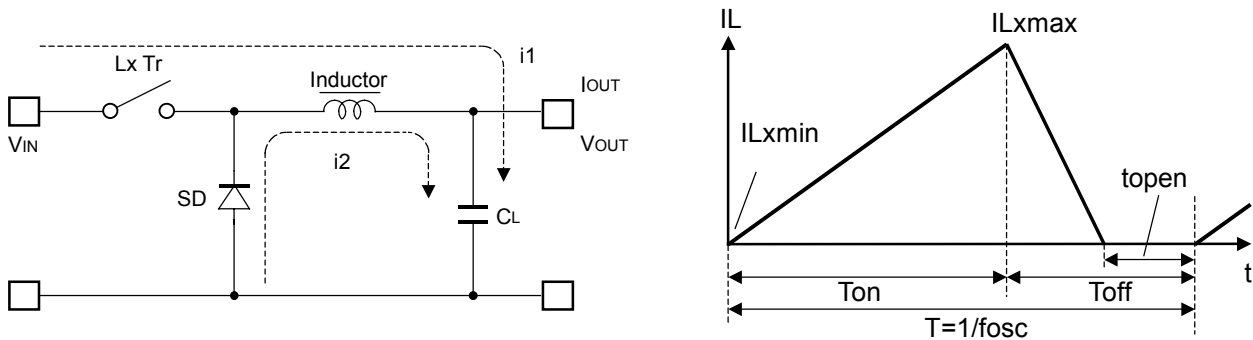 i1
Lx Tr
Inductor
IOUT
VIN
VOUT
i2
SD
CL
IL
ILxmax
ILxmin
topen
t
Ton
Toff
T=1/fosc